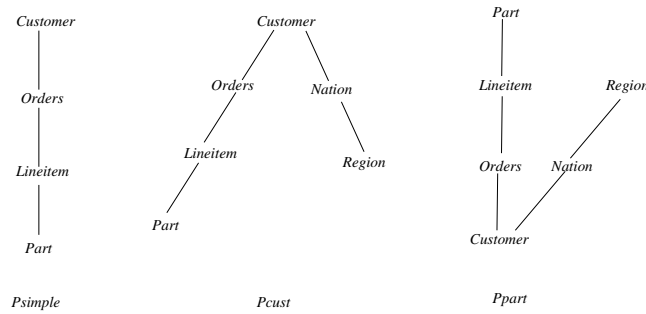 Customer
Orders
Lineitem
Part
Psimple
Customer
Orders
Nation
Lineitem
Region
Part
Pcust
Part
Lineitem
Region
Orders
Nation
Customer
Ppart